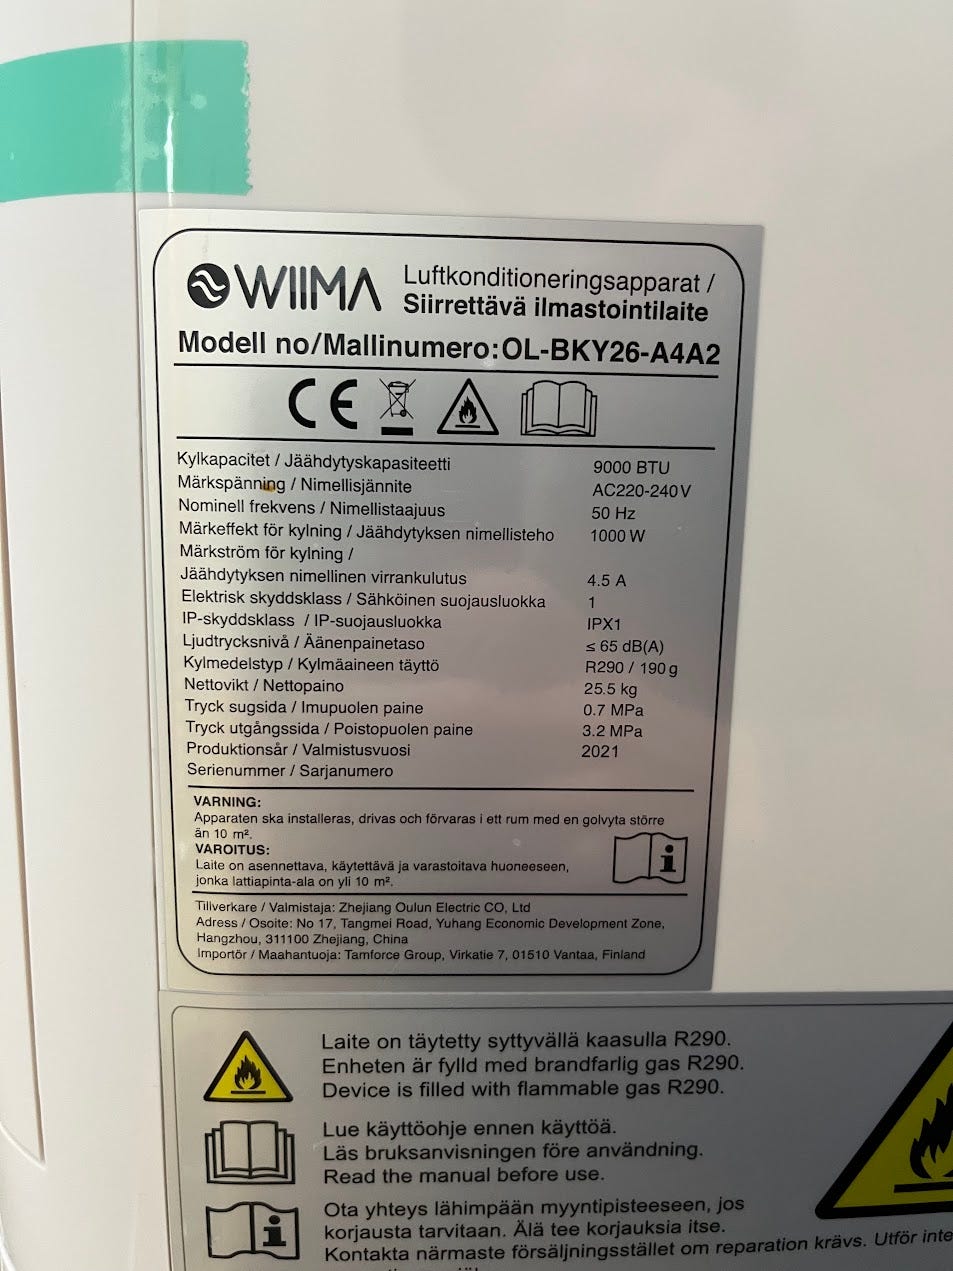 WIIMA
Luftkonditioneringsapparat /
Siirrettävä ilmastointilaite
Modell no/Mallinumero:OL-BKY26-A4A2
CE
Kylkapacitet / Jäähdytyskapasiteetti 9000 BTU
Märkspänning / Nimellisjännite AC220-240V
Nominell frekvens / Nimellistaajuus 50 Hz
Märkeffekt för kylning / Jäähdytyksen nimellisteho 1000 W
Märkström för kylning /
Jäähdytyksen nimellinen virrankulutus 4.5 A
Elektrisk skyddsklass / Sähköinen suojausluokka 1
IP-skyddsklass / IP-suojausluokka IPX1
Ljudtrycksnivå / Äänenpainetaso ≤ 65 dB(A)
Kylmedelstyp / Kylmäaineen täyttö R290 / 190 g
Nettovikt / Nettopaino 25.5 kg
Tryck sugsida / Imupuolen paine 0.7 MPa
Tryck utgångssida / Poistopuolen paine 3.2 MPa
Produktionsår / Valmistusvuosi 2021
Serienummer / Sarjanumero
VARNING:
Apparaten ska installeras, drivas och förvaras i ett rum med en golvyta större
än 10 m².
VAROITUS:
Laite on asennettava, käytettävä ja varastoitava huoneeseen,
jonka lattiapinta-ala on yli 10 m².
Tillverkare / Valmistaja: Zhejiang Oulun Electric CO, Ltd
Adress / Osoite: No 17, Tangmei Road, Yuhang Economic Development Zone,
Hangzhou, 311100 Zhejiang, China
Importör / Maahantuoja: Tamforce Group, Virkatie 7, 01510 Vantaa, Finland
Laite on täytetty syttyvällä kaasulla R290.
Enheten är fylld med brandfarlig gas R290.
Device is filled with flammable gas R290.
Lue käyttöohje ennen käyttöä.
Läs bruksanvisningen före användning.
Read the manual before use.
Ota yhteys lähimpään myyntipisteeseen, jos
korjausta tarvitaan. Älä tee korjauksia itse.
Kontakta närmaste försäljningsstället om reparation krävs. Utför inte